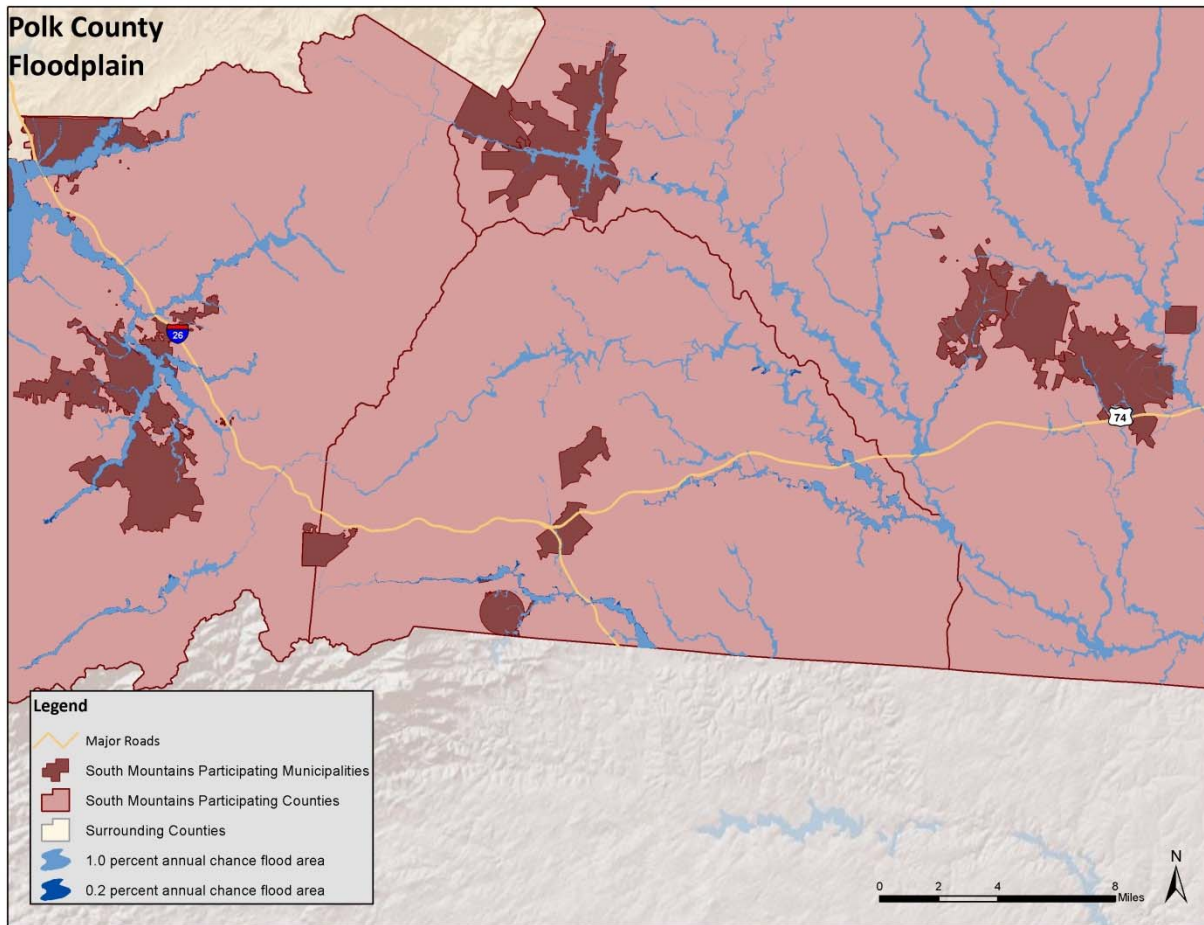 Polk County
Floodplain
26
74
Legend
Major Roads
South Mountains Participating Municipalities
South Mountains Participating Counties
Surrounding Counties
1.0 percent annual chance flood area
0.2 percent annual chance flood area
N
0 2 4 8
Miles